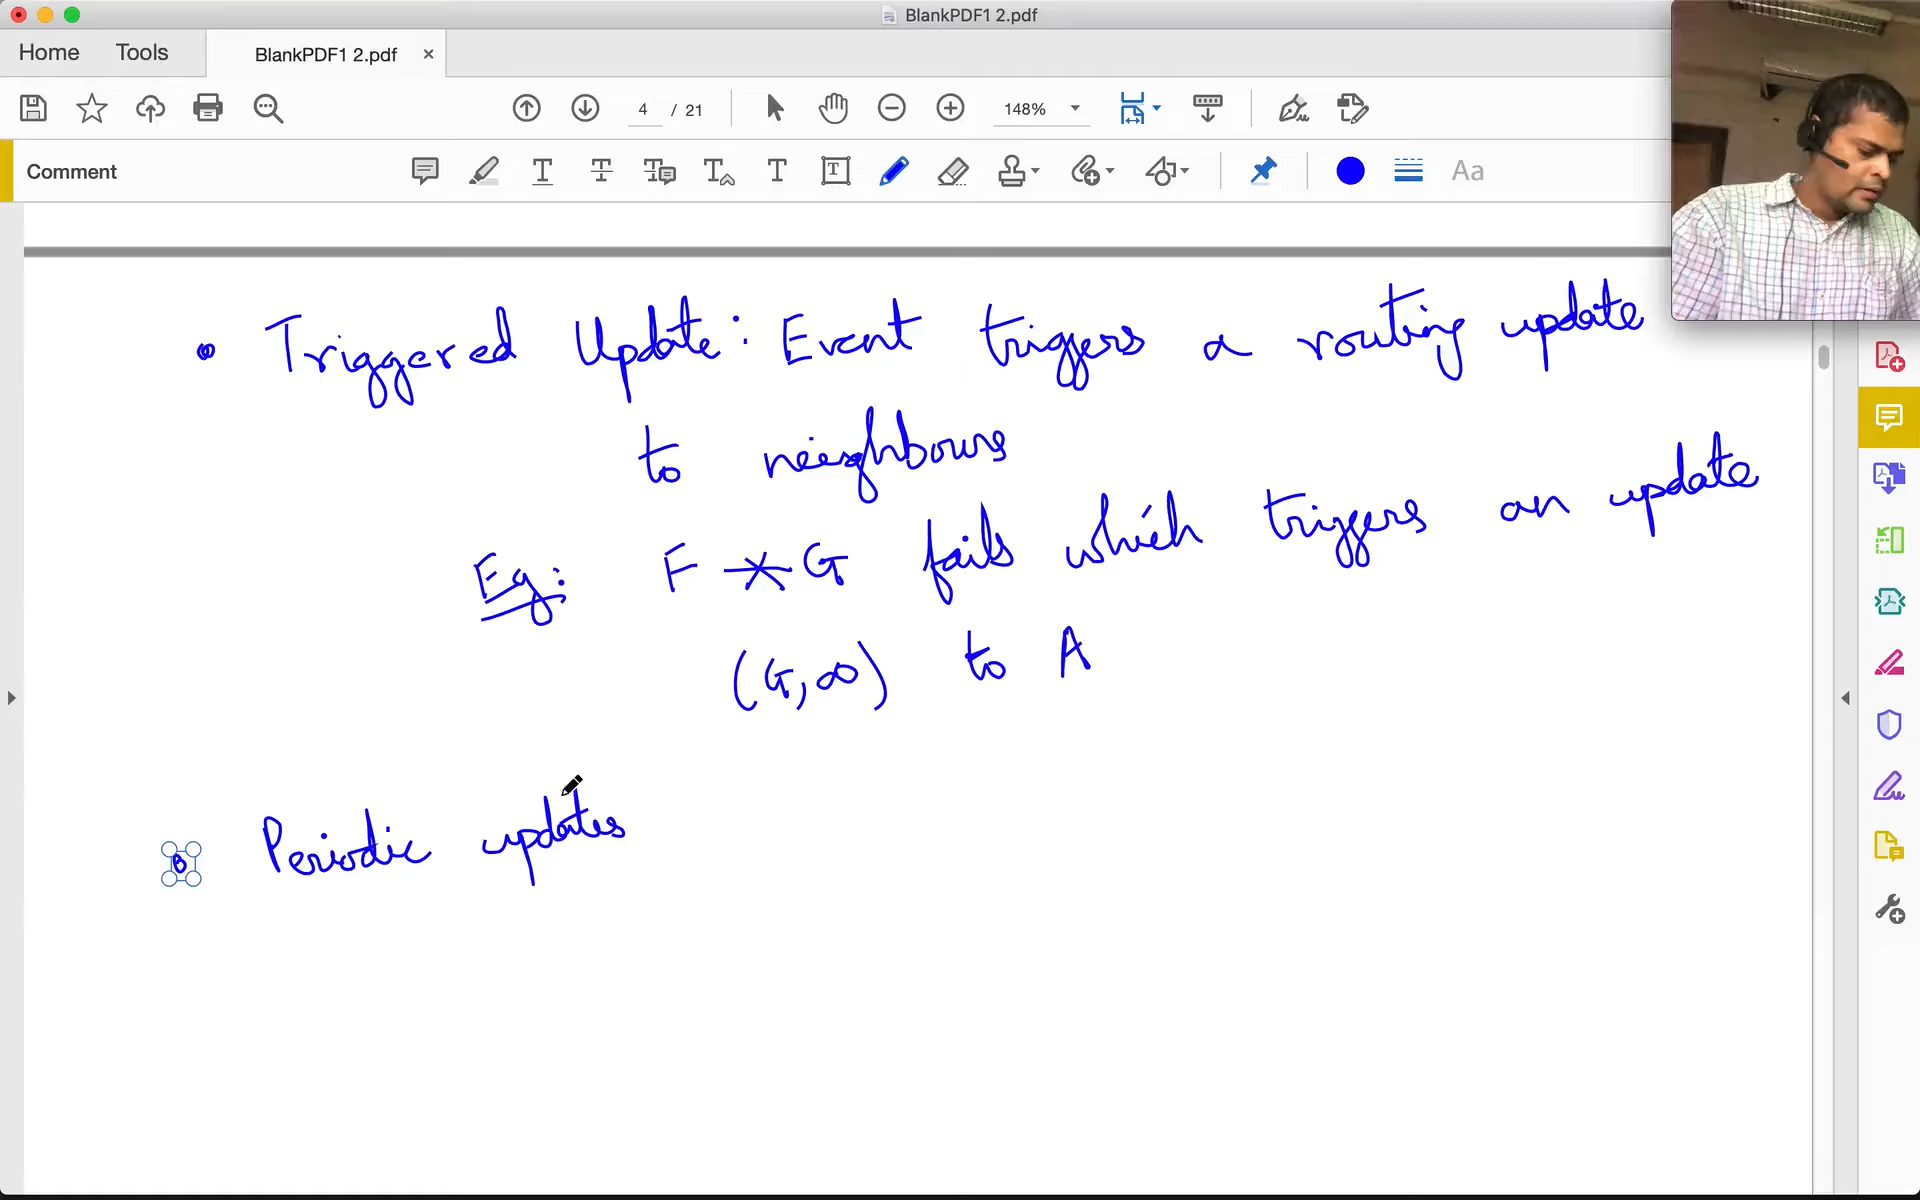 BlankPDF1 2.pdf
Home Tools BlankPDF1 2.pdf ×
4 / 21 148%
Comment T T T T T T Aa
• Triggered Update: Event triggers a routing update
to neighbours
Eg: F —×— G fails which triggers an update
(G, ∞) to A
• Periodic updates